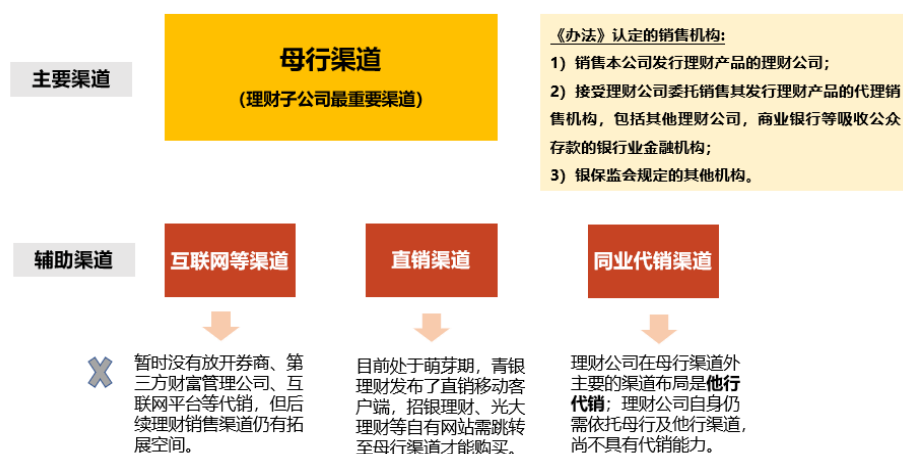 主要渠道
母行渠道
(理财子公司最重要渠道)
《办法》认定的销售机构:
1) 销售本公司发行理财产品的理财公司;
2) 接受理财公司委托销售其发行理财产品的代理销
售机构，包括其他理财公司，商业银行等吸收公众
存款的银行业金融机构;
3) 银保监会规定的其他机构。
辅助渠道
互联网等渠道
直销渠道
同业代销渠道
暂时没有放开券商、第
三方财富管理公司、互
联网平台等代销，但后
续理财销售渠道仍有拓
展空间。
目前处于萌芽期，青银
理财发布了直销移动客
户端，招银理财、光大
理财等自有网站需跳转
至母行渠道才能购买。
理财公司在母行渠道外
主要的渠道布局是他行
代销；理财公司自身仍
需依托母行及他行渠道，
尚不具有代销能力。